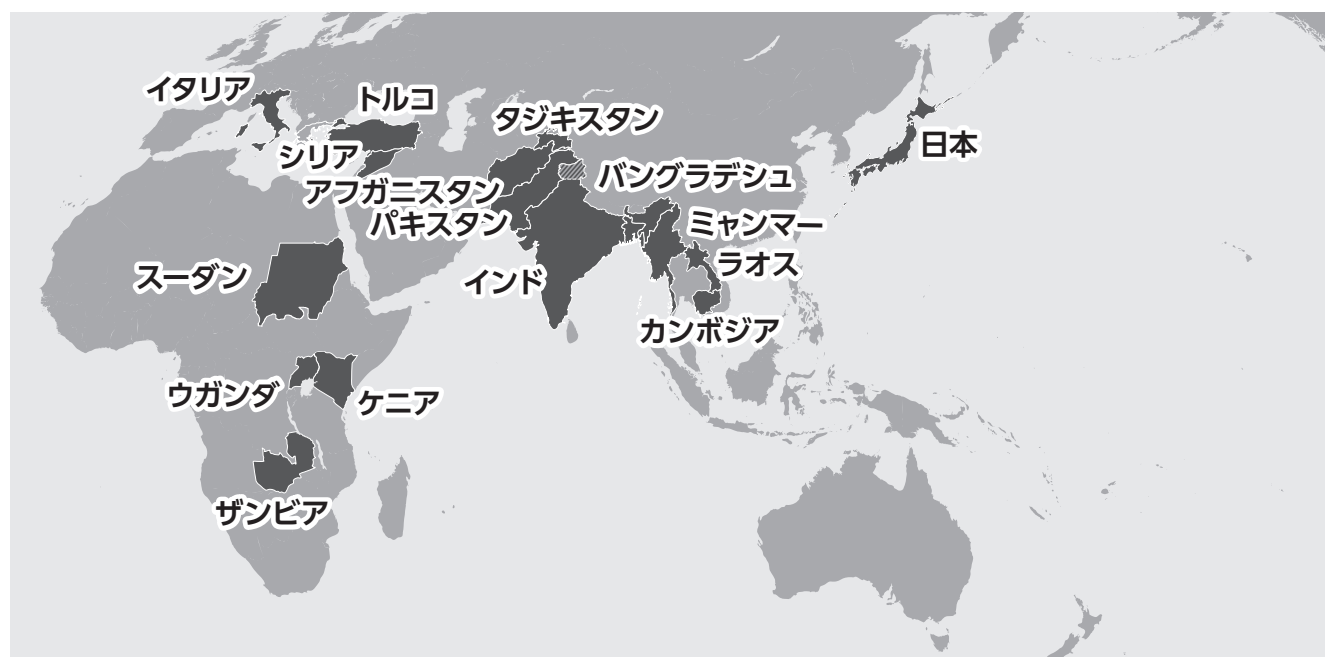 イタリア
トルコ
タジキスタン
日本
シリア
バングラデシュ
アフガニスタン
パキスタン
ミャンマー
ラオス
スーダン
インド
カンボジア
ウガンダ
ケニア
ザンビア